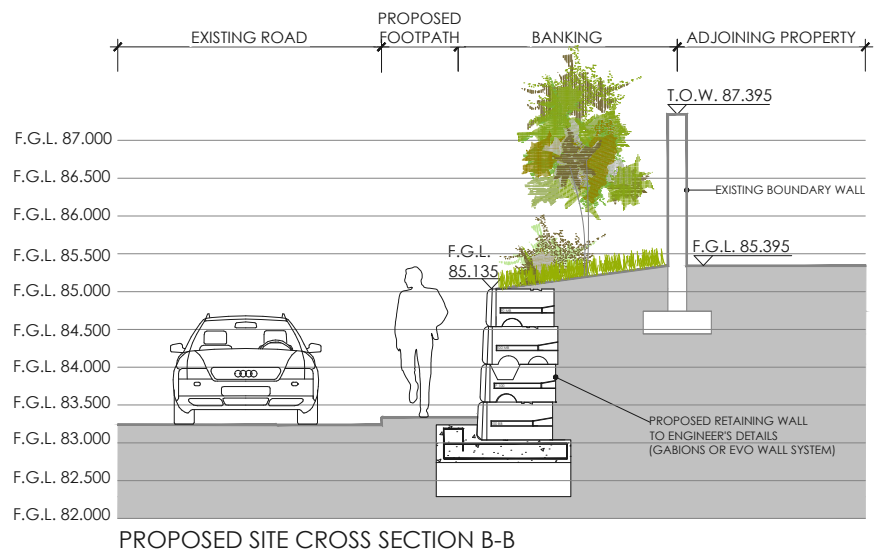 PROPOSED
EXISTING ROAD
FOOTPATH
BANKING
ADJOINING PROPERTY
T.O.W. 87.395
F.G.L. 87.000
F.G.L. 86.500
EXISTING BOUNDARY WALL
F.G.L. 86.000
F.G.L. 85.500
F.G.L.
85.135
F.G.L. 85.395
F.G.L. 85.000
F.G.L. 84.500
F.G.L. 84.000
F.G.L. 83.500
PROPOSED RETAINING WALL
TO ENGINEER'S DETAILS
(GABIONS OR EVO WALL SYSTEM)
F.G.L. 83.000
F.G.L. 82.500
F.G.L. 82.000
PROPOSED SITE CROSS SECTION B-B